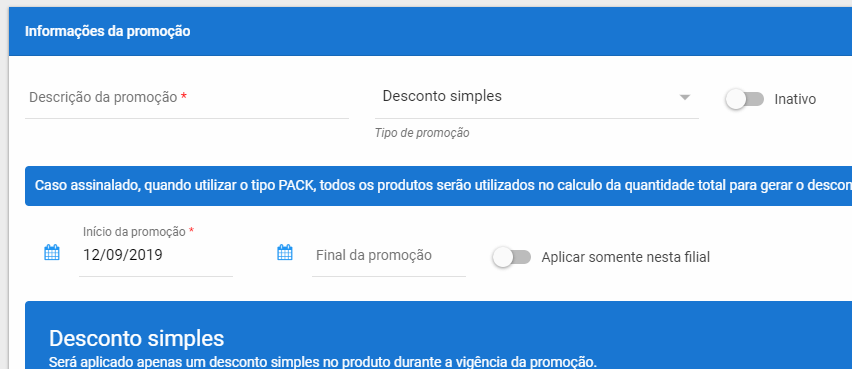 Informações da promoção
Descrição da promoção *
Desconto simples
Inativo
Tipo de promoção
Caso assinalado, quando utilizar o tipo PACK, todos os produtos serão utilizados no calculo da quantidade total para gerar o descon
Início da promoção *
12/09/2019
Final da promoção
Aplicar somente nesta filial
Desconto simples
Será aplicado apenas um desconto simples no produto durante a vigência da promoção.